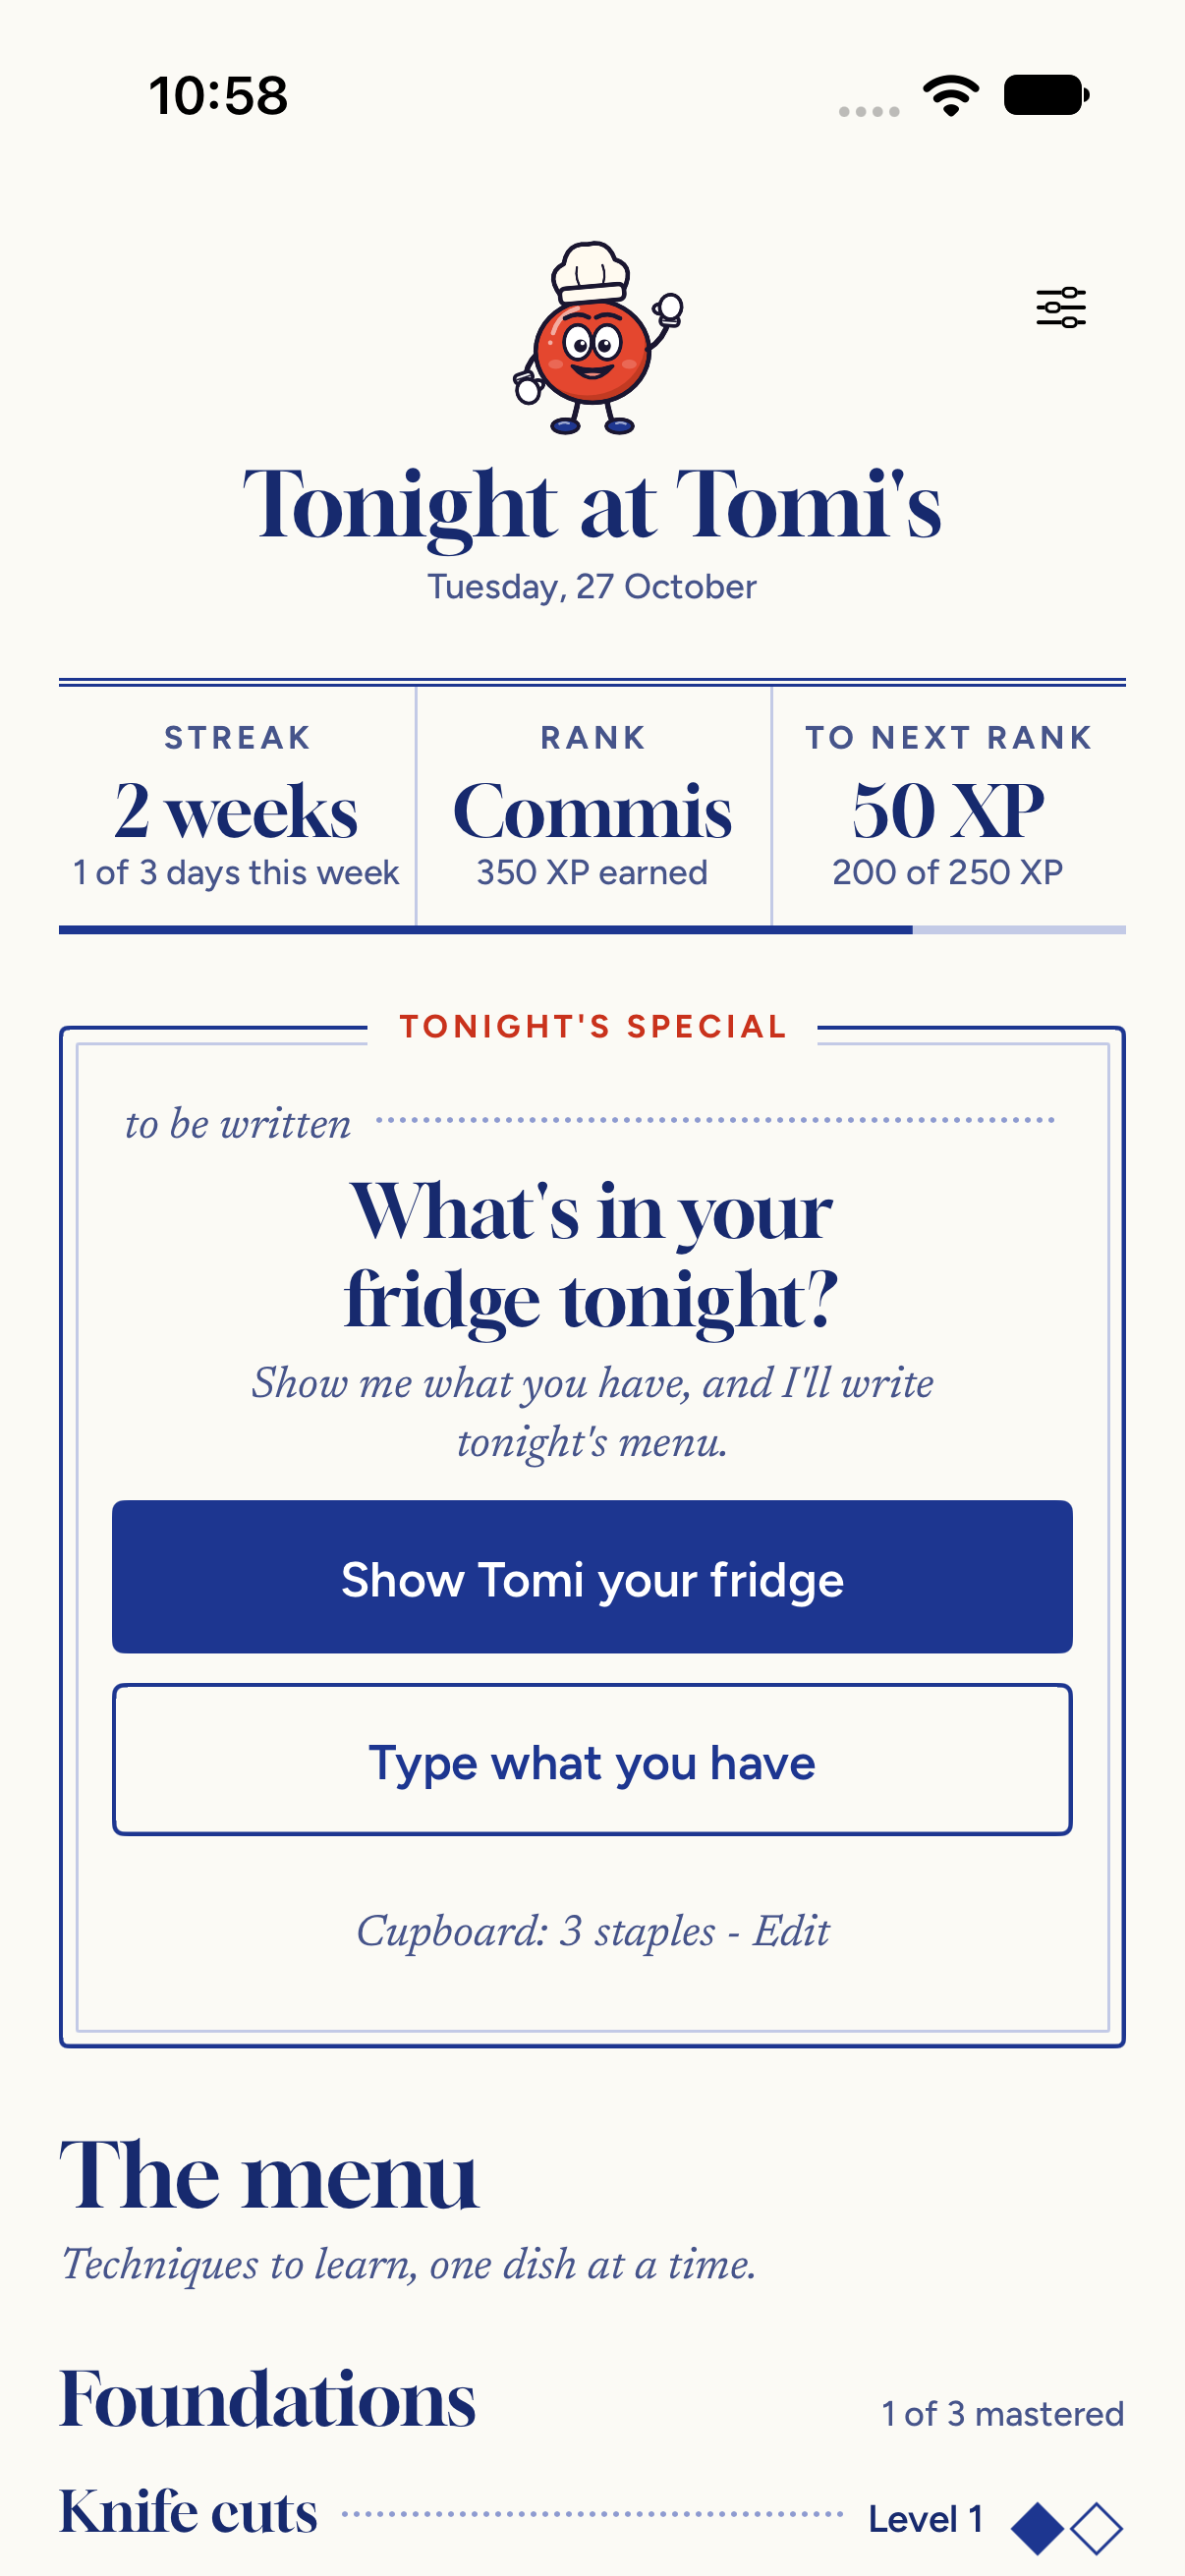 10:58
Tonight at Tomi's
Tuesday, 27 October
STREAK
2 weeks
1 of 3 days this week
RANK
Commis
350 XP earned
TO NEXT RANK
50 XP
200 of 250 XP
TONIGHT'S SPECIAL
to be written
What's in your
fridge tonight?
Show me what you have, and I'll write
tonight's menu.
Show Tomi your fridge
Type what you have
Cupboard: 3 staples - Edit
The menu
Techniques to learn, one dish at a time.
Foundations
1 of 3 mastered
Knife cuts
Level 1